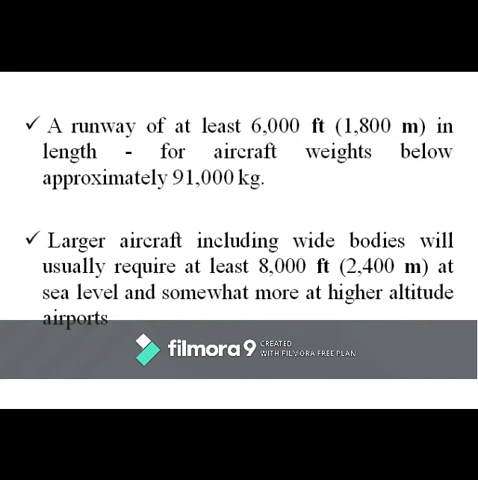 ✓ A runway of at least 6,000 ft (1,800 m) in
length - for aircraft weights below
approximately 91,000 kg.
✓ Larger aircraft including wide bodies will
usually require at least 8,000 ft (2,400 m) at
sea level and somewhat more at higher altitude
airports
filmora 9 CREATED
WITH FILMORA FREE PLAN